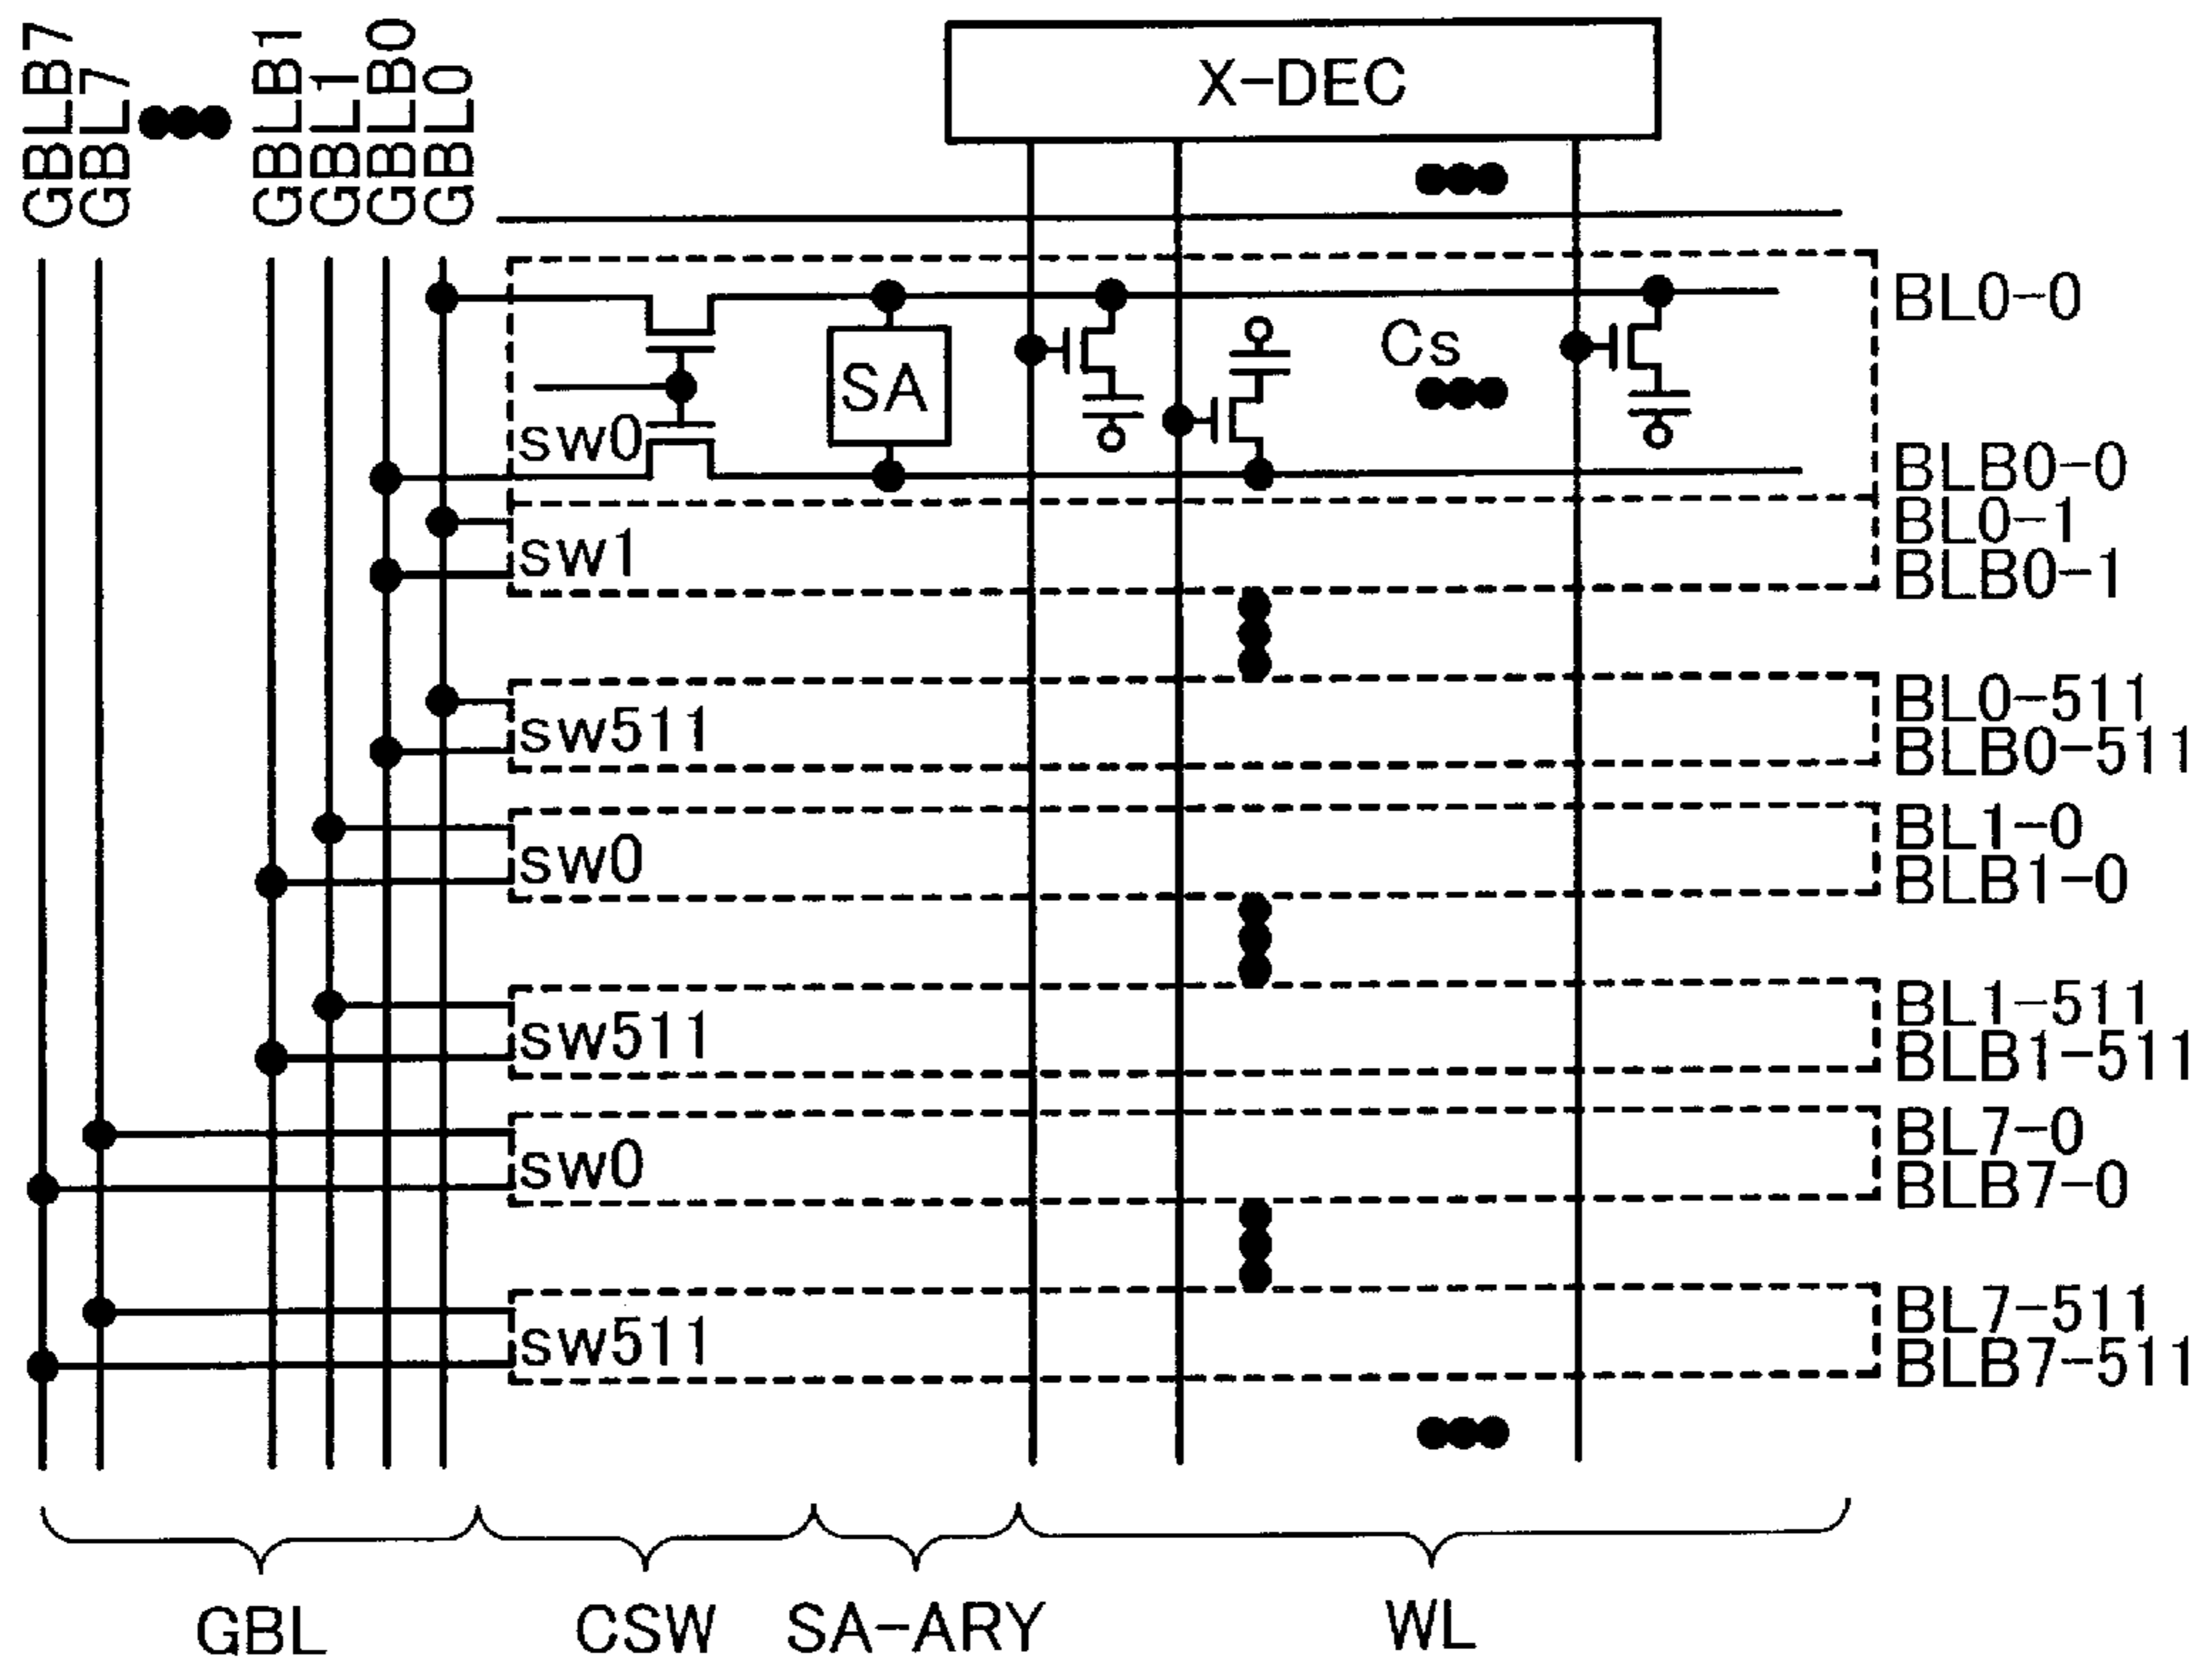 GBLB7
GBL7
GBLB1
GBL1
GBLB0
GBL0
X-DEC
BL0-0
Cs
SA
sw0
BLB0-0
BL0-1
sw1
BLB0-1
BL0-511
sw511
BLB0-511
BL1-0
sw0
BLB1-0
BL1-511
sw511
BLB1-511
BL7-0
sw0
BLB7-0
BL7-511
sw511
BLB7-511
GBL
CSW
SA-ARY
WL